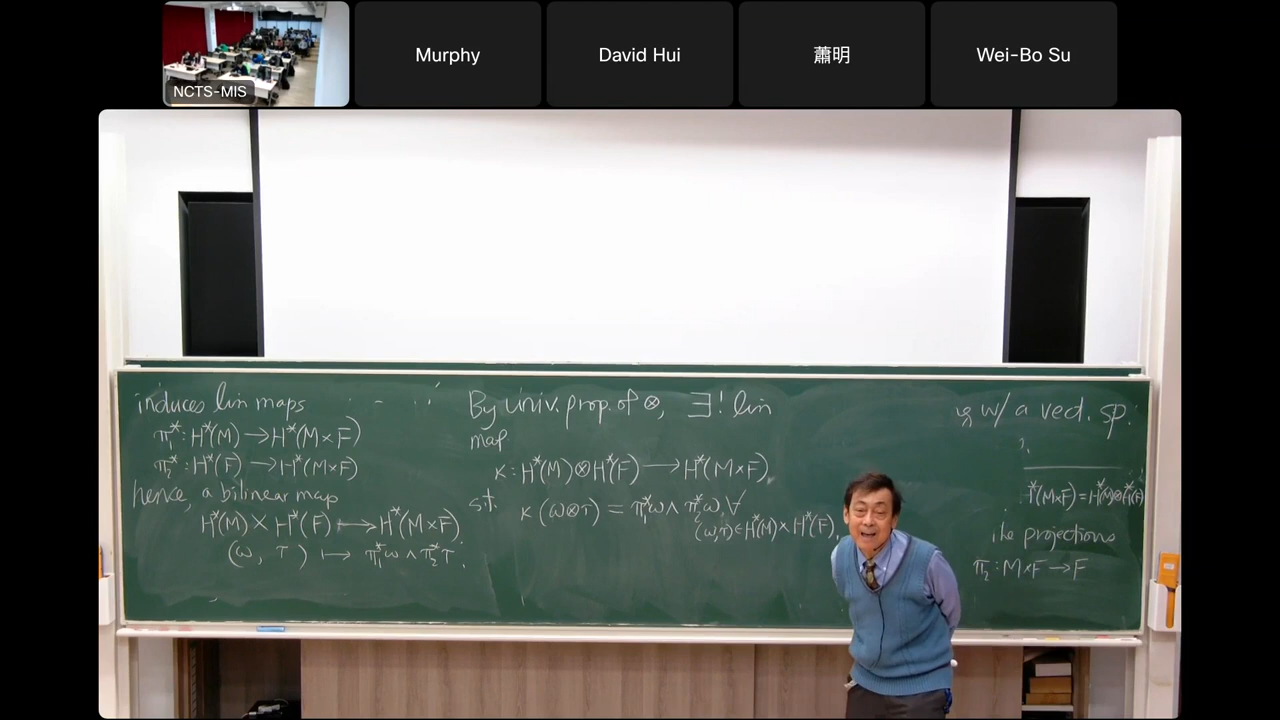 NCTS-MIS
Murphy
David Hui
蕭明
Wei-Bo Su
induces lin maps
π₁*: H*(M) → H*(M×F)
π₂*: H*(F) → H*(M×F)
hence, a bilinear map
H*(M) × H*(F) ⟼ H*(M×F)
(ω, τ) ⟼ π₁*ω ∧ π₂*τ.
By univ. prop. of ⊗, ∃! lin
map
κ: H*(M)⊗H*(F) → H*(M×F)
s.t. κ(ω⊗τ) = π₁*ω ∧ π₂*ω, ∀
(ω,τ) ∈ H*(M) × H*(F).
w/ a vect. sp.
H*(M×F) = H*(M)⊗H*(F)
the projections
π₂: M×F → F